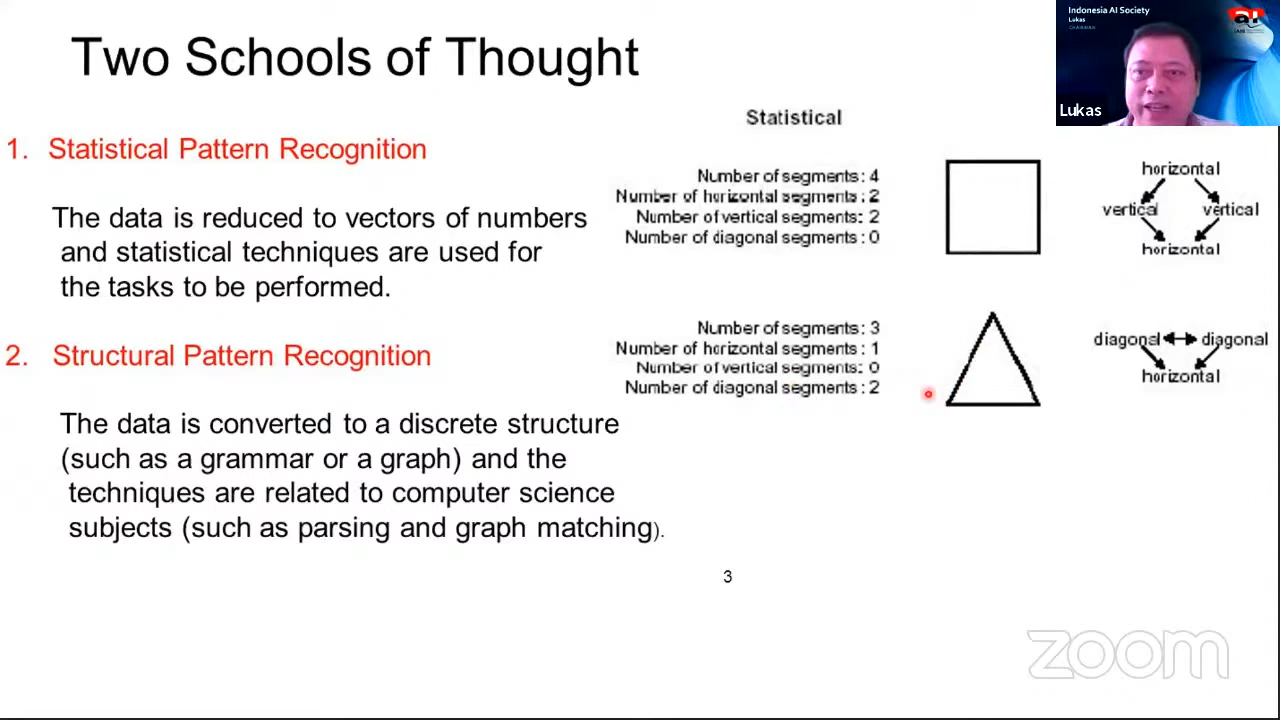 Two Schools of Thought
1. Statistical Pattern Recognition
The data is reduced to vectors of numbers
and statistical techniques are used for
the tasks to be performed.
2. Structural Pattern Recognition
The data is converted to a discrete structure
(such as a grammar or a graph) and the
techniques are related to computer science
subjects (such as parsing and graph matching).
Statistical
Number of segments: 4
Number of horizontal segments: 2
Number of vertical segments: 2
Number of diagonal segments: 0
horizontal
vertical vertical
horizontal
Number of segments: 3
Number of horizontal segments: 1
Number of vertical segments: 0
Number of diagonal segments: 2
diagonal diagonal
horizontal
3
Indonesia AI Society
Lukas
CHAIRMAN
ai
Lukas
zoom